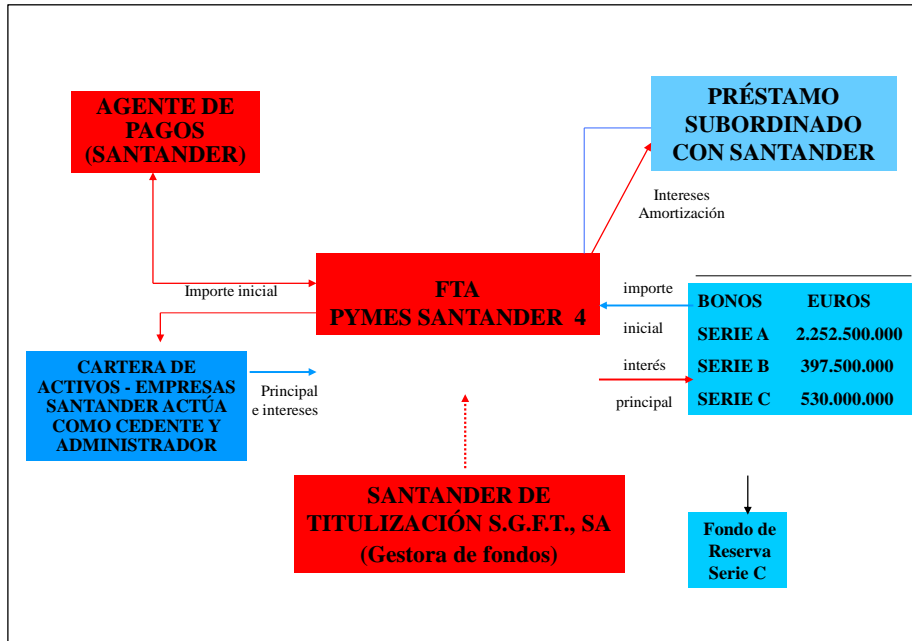 AGENTE DE
PAGOS
(SANTANDER)
PRÉSTAMO
SUBORDINADO
CON SANTANDER
Intereses
Amortización
Importe inicial
FTA
PYMES SANTANDER 4
importe
inicial
interés
principal
BONOS EUROS
SERIE A 2.252.500.000
SERIE B 397.500.000
SERIE C 530.000.000
CARTERA DE
ACTIVOS - EMPRESAS
SANTANDER ACTÚA
COMO CEDENTE Y
ADMINISTRADOR
Principal
e intereses
SANTANDER DE
TITULIZACIÓN S.G.F.T., SA
(Gestora de fondos)
Fondo de
Reserva
Serie C